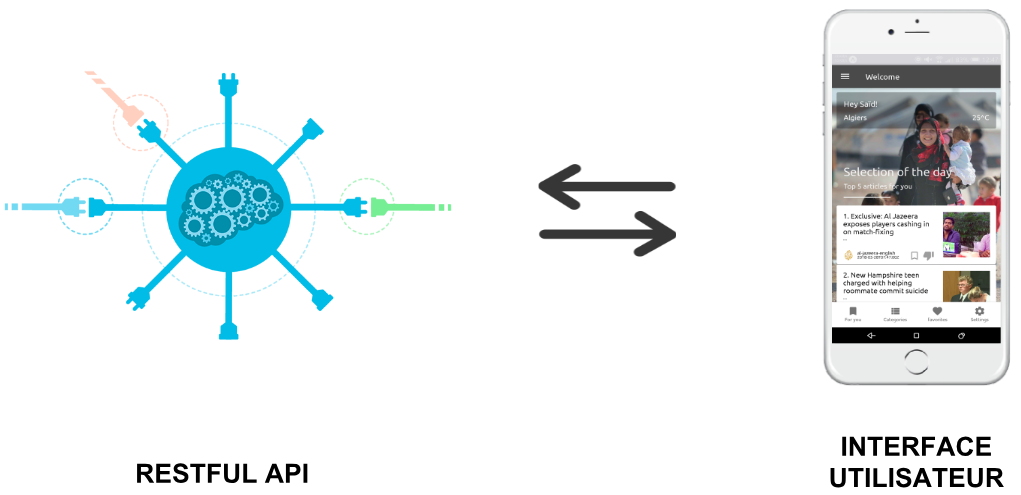 Welcome
Hey Saïd!
Algiers 25°C
Selection of the day
Top 5 articles for you
1. Exclusive: Al Jazeera
exposes players cashing in
on match-fixing
...
al-jazeera-english
2. New Hampshire teen
charged with helping
roommate commit suicide
...
For you Categories Favorites Settings
RESTFUL API
INTERFACE
UTILISATEUR